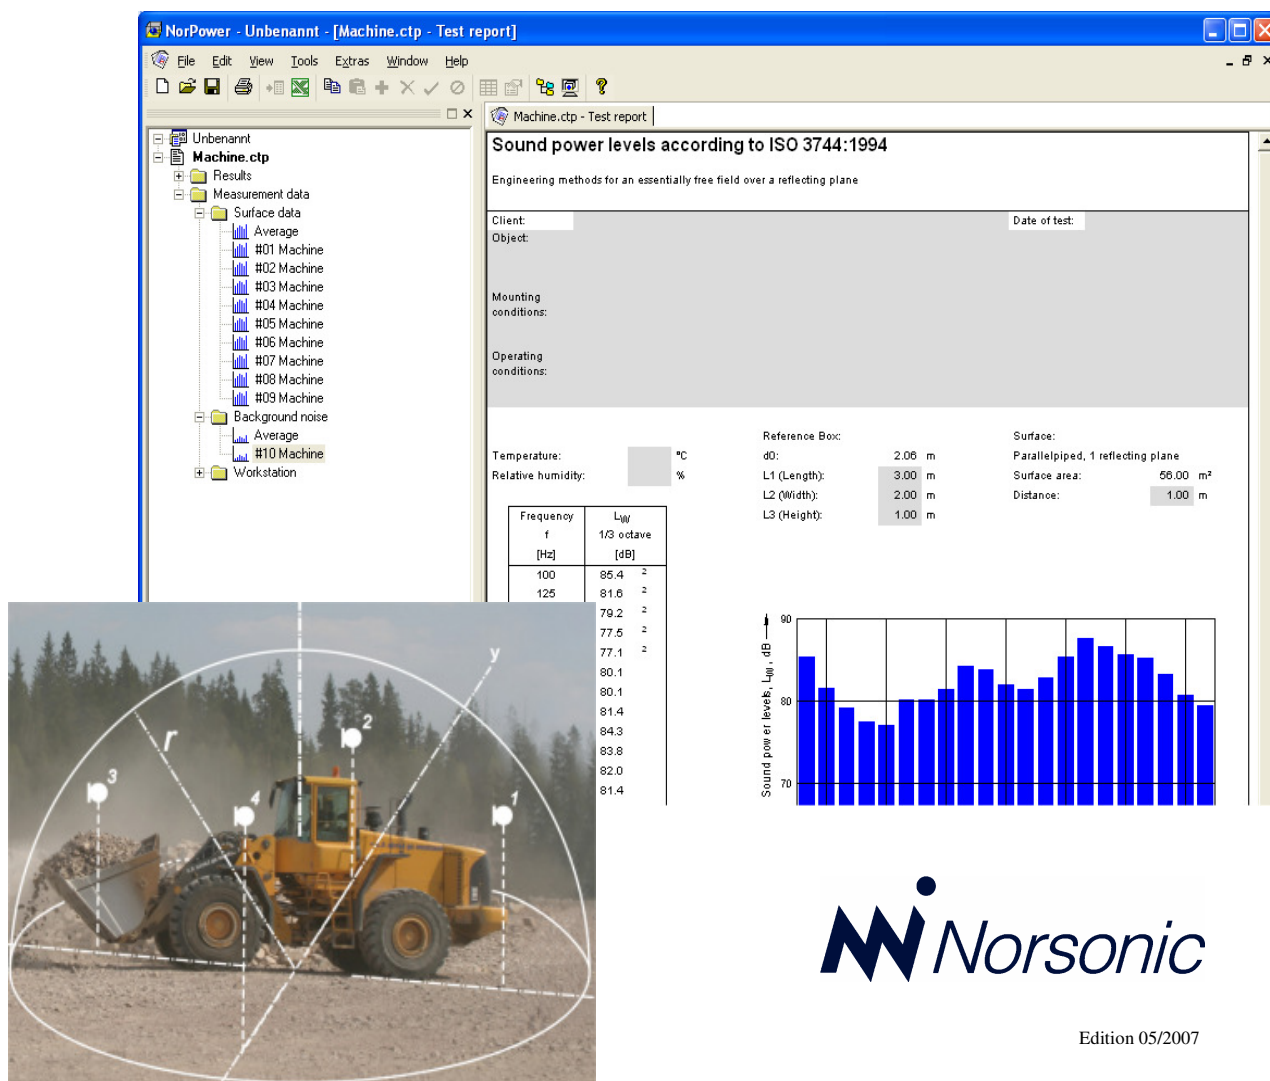 NorPower - Unbenannt - [Machine.ctp - Test report]
File Edit View Tools Extras Window Help
Machine.ctp - Test report
Unbenannt
Machine.ctp
Results
Measurement data
Surface data
Average
#01 Machine
#02 Machine
#03 Machine
#04 Machine
#05 Machine
#06 Machine
#07 Machine
#08 Machine
#09 Machine
Background noise
Average
#10 Machine
Workstation
Sound power levels according to ISO 3744:1994
Engineering methods for an essentially free field over a reflecting plane
Client: Date of test:
Object:
Mounting
conditions:
Operating
conditions:
Reference Box: Surface:
Temperature: °C d0: 2.06 m Parallelpiped, 1 reflecting plane
Relative humidity: % L1 (Length): 3.00 m Surface area: 56.00 m²
L2 (Width): 2.00 m Distance: 1.00 m
L3 (Height): 1.00 m
Frequency LW
f 1/3 octave
[Hz] [dB]
100 85.4 2
125 81.6 2
79.2 2
77.5 2
77.1 2
80.1
80.1
81.4
84.3
83.8
82.0
81.4
Sound power levels, LW, dB
90
80
70
y
r
2
3
4
1
Norsonic
Edition 05/2007